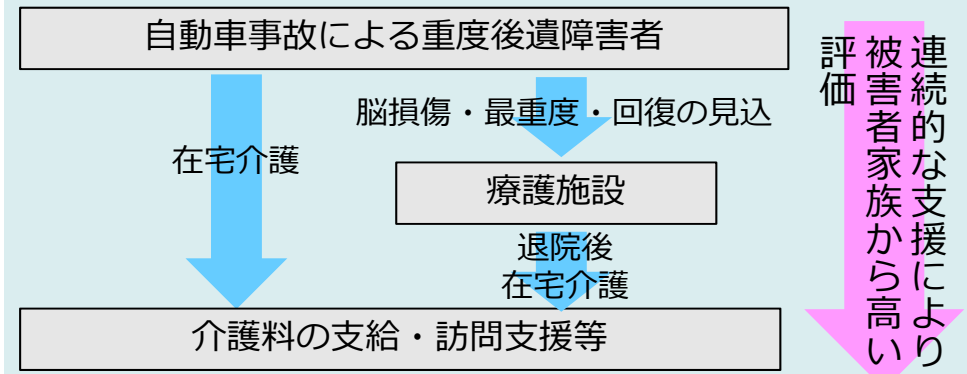 自動車事故による重度後遺障害者
脳損傷・最重度・回復の見込
在宅介護
療護施設
退院後
在宅介護
介護料の支給・訪問支援等
連続的な支援により
被害者家族から高い
評価